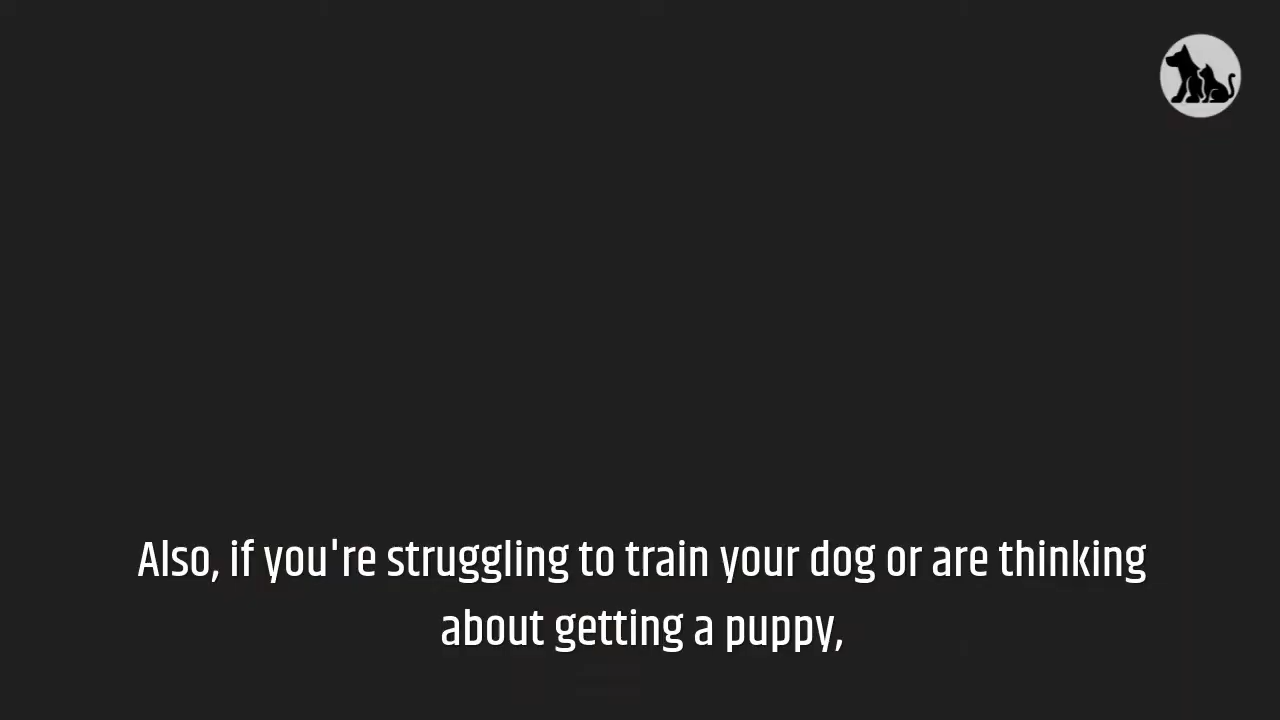 Also, if you're struggling to train your dog or are thinking
about getting a puppy,